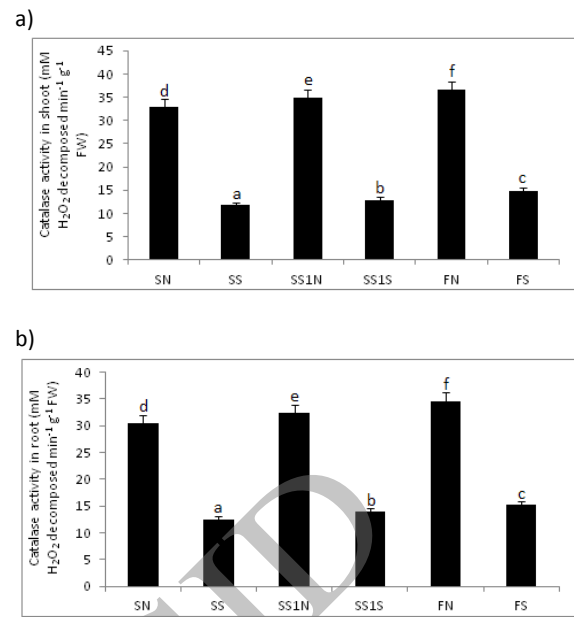 a)
Catalase activity in shoot (mM
H₂O₂ decomposed min⁻¹ g⁻¹
FW)
45
40
35
30
25
20
15
10
5
0
d
a
e
b
f
c
SN SS SS1N SS1S FN FS
b)
Catalase activity in root (mM
H₂O₂ decomposed min⁻¹ g⁻¹ FW)
40
35
30
25
20
15
10
5
0
d
a
e
b
f
c
SN SS SS1N SS1S FN FS